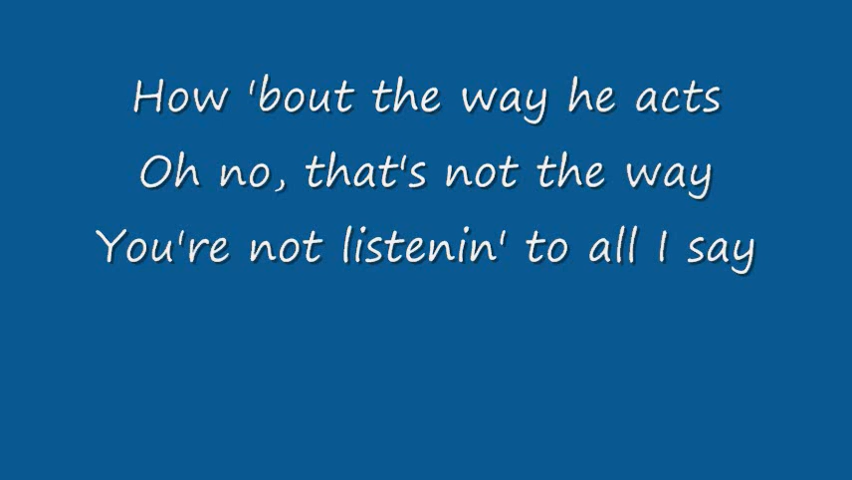 How 'bout the way he acts
Oh no, that's not the way
You're not listenin' to all I say